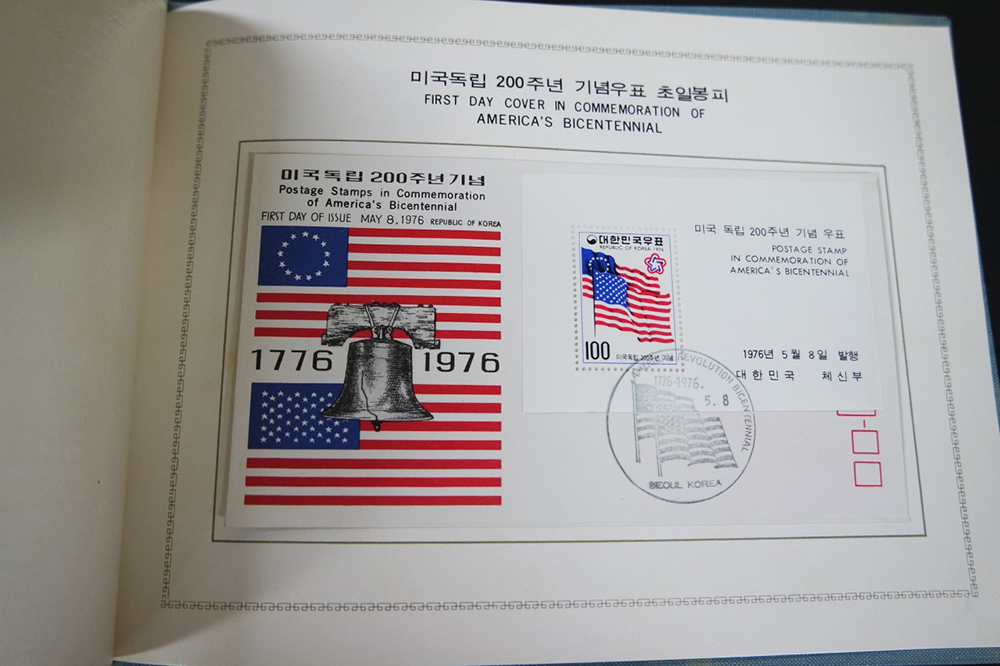 미국독립 200주년 기념우표 초일봉피
FIRST DAY COVER IN COMMEMORATION OF
AMERICA'S BICENTENNIAL
미국독립 200주년기념
Postage Stamps in Commemoration
of America's Bicentennial
FIRST DAY OF ISSUE MAY 8, 1976 REPUBLIC OF KOREA
1776 1976
대한민국우표
REPUBLIC OF KOREA 1976
100 미국독립 200주년 기념
미국 독립 200주년 기념 우표
POSTAGE STAMP
IN COMMEMORATION OF
AMERICA'S BICENTENNIAL
1976년 5월 8일 발행
대한민국 체신부
AMERICAN REVOLUTION BICENTENNIAL
1776-1976.
5. 8
SEOUL KOREA